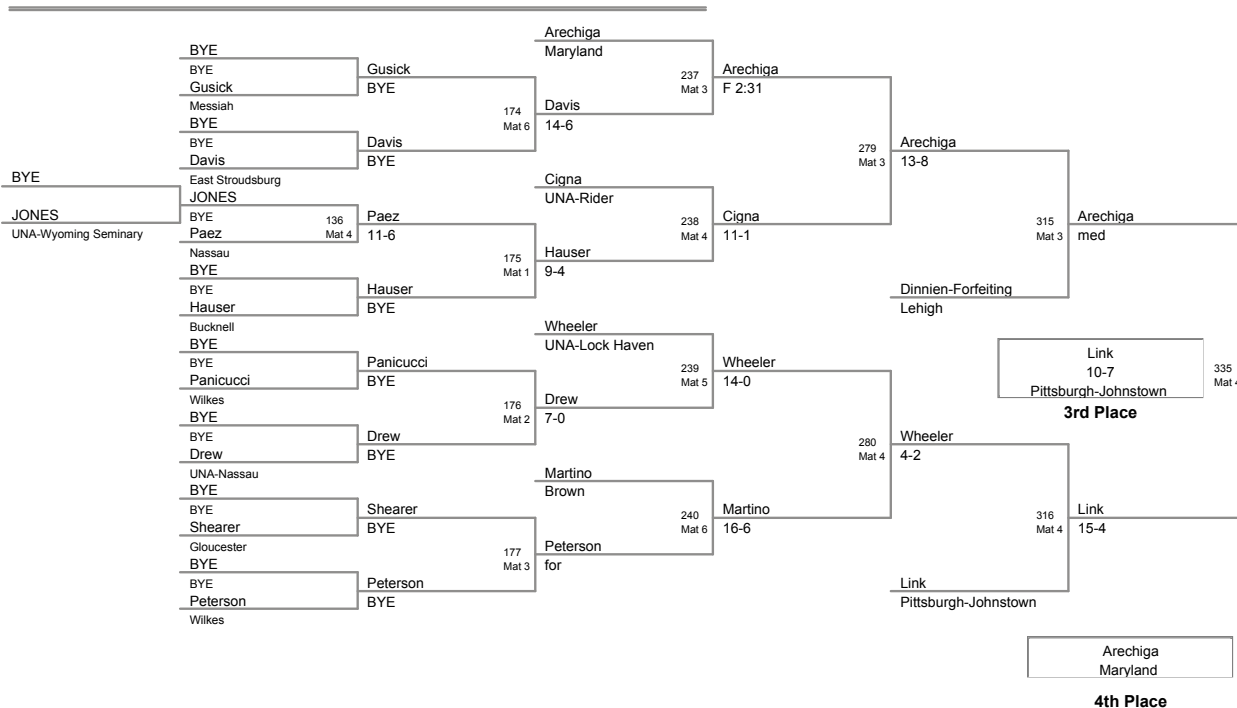 BYE
JONES
UNA-Wyoming Seminary
BYE
BYE
Gusick
Messiah
BYE
BYE
Davis
East Stroudsburg
JONES
BYE
Paez
Nassau
BYE
BYE
Hauser
Bucknell
BYE
BYE
Panicucci
Wilkes
BYE
BYE
Drew
UNA-Nassau
BYE
BYE
Shearer
Gloucester
BYE
BYE
Peterson
Wilkes
136
Mat 4
Gusick
BYE
Davis
BYE
Paez
11-6
Hauser
BYE
Panicucci
BYE
Drew
BYE
Shearer
BYE
Peterson
BYE
174
Mat 6
175
Mat 1
176
Mat 2
177
Mat 3
Arechiga
Maryland
Davis
14-6
Cigna
UNA-Rider
Hauser
9-4
Wheeler
UNA-Lock Haven
Drew
7-0
Martino
Brown
Peterson
for
237
Mat 3
238
Mat 4
239
Mat 5
240
Mat 6
Arechiga
F 2:31
Cigna
11-1
Wheeler
14-0
Martino
16-6
279
Mat 3
280
Mat 4
Arechiga
13-8
Dinnien-Forfeiting
Lehigh
Wheeler
4-2
Link
Pittsburgh-Johnstown
315
Mat 3
316
Mat 4
Arechiga
med
Link
15-4
Link
10-7
Pittsburgh-Johnstown
3rd Place
335
Mat 4
Arechiga
Maryland
4th Place